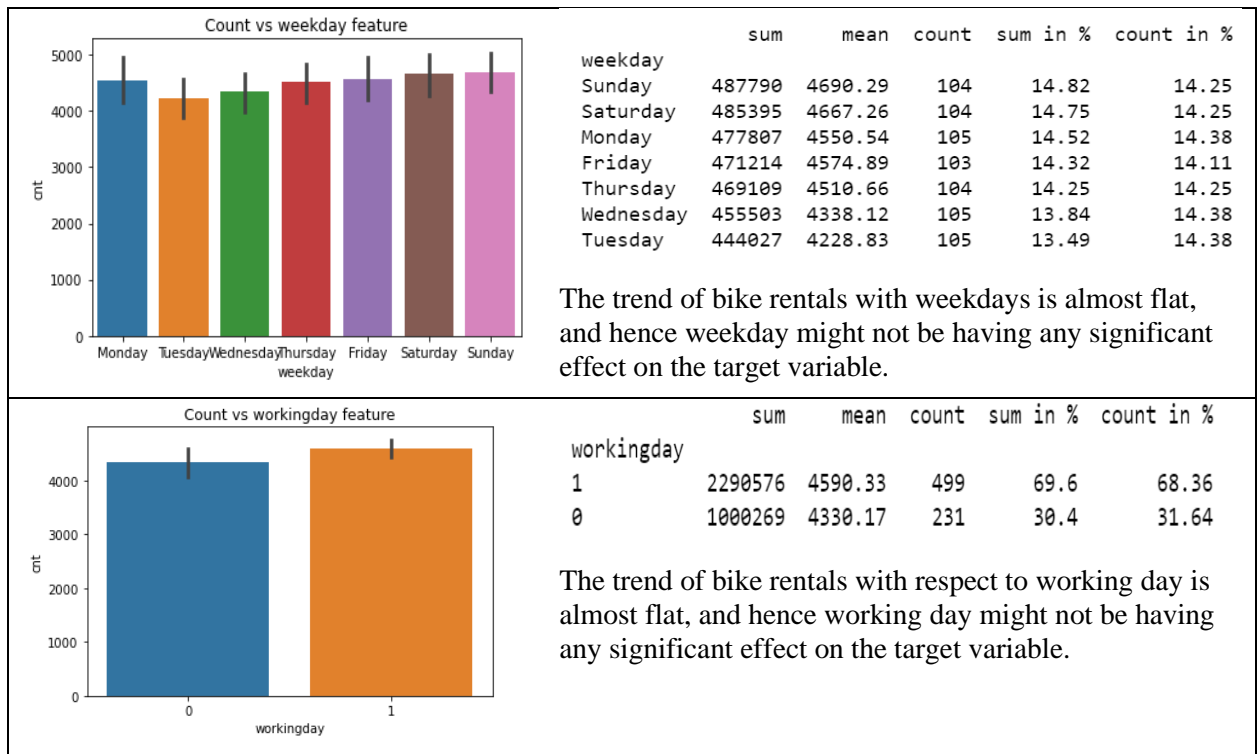 Count vs weekday feature
5000
4000
3000
2000
1000
0
cnt
Monday TuesdayWednesdayThursday Friday Saturday Sunday
weekday
sum mean count sum in % count in %
weekday
Sunday 487790 4690.29 104 14.82 14.25
Saturday 485395 4667.26 104 14.75 14.25
Monday 477807 4550.54 105 14.52 14.38
Friday 471214 4574.89 103 14.32 14.11
Thursday 469109 4510.66 104 14.25 14.25
Wednesday 455503 4338.12 105 13.84 14.38
Tuesday 444027 4228.83 105 13.49 14.38
The trend of bike rentals with weekdays is almost flat,
and hence weekday might not be having any significant
effect on the target variable.
Count vs workingday feature
4000
3000
2000
1000
0
cnt
0 1
workingday
sum mean count sum in % count in %
workingday
1 2290576 4590.33 499 69.6 68.36
0 1000269 4330.17 231 30.4 31.64
The trend of bike rentals with respect to working day is
almost flat, and hence working day might not be having
any significant effect on the target variable.